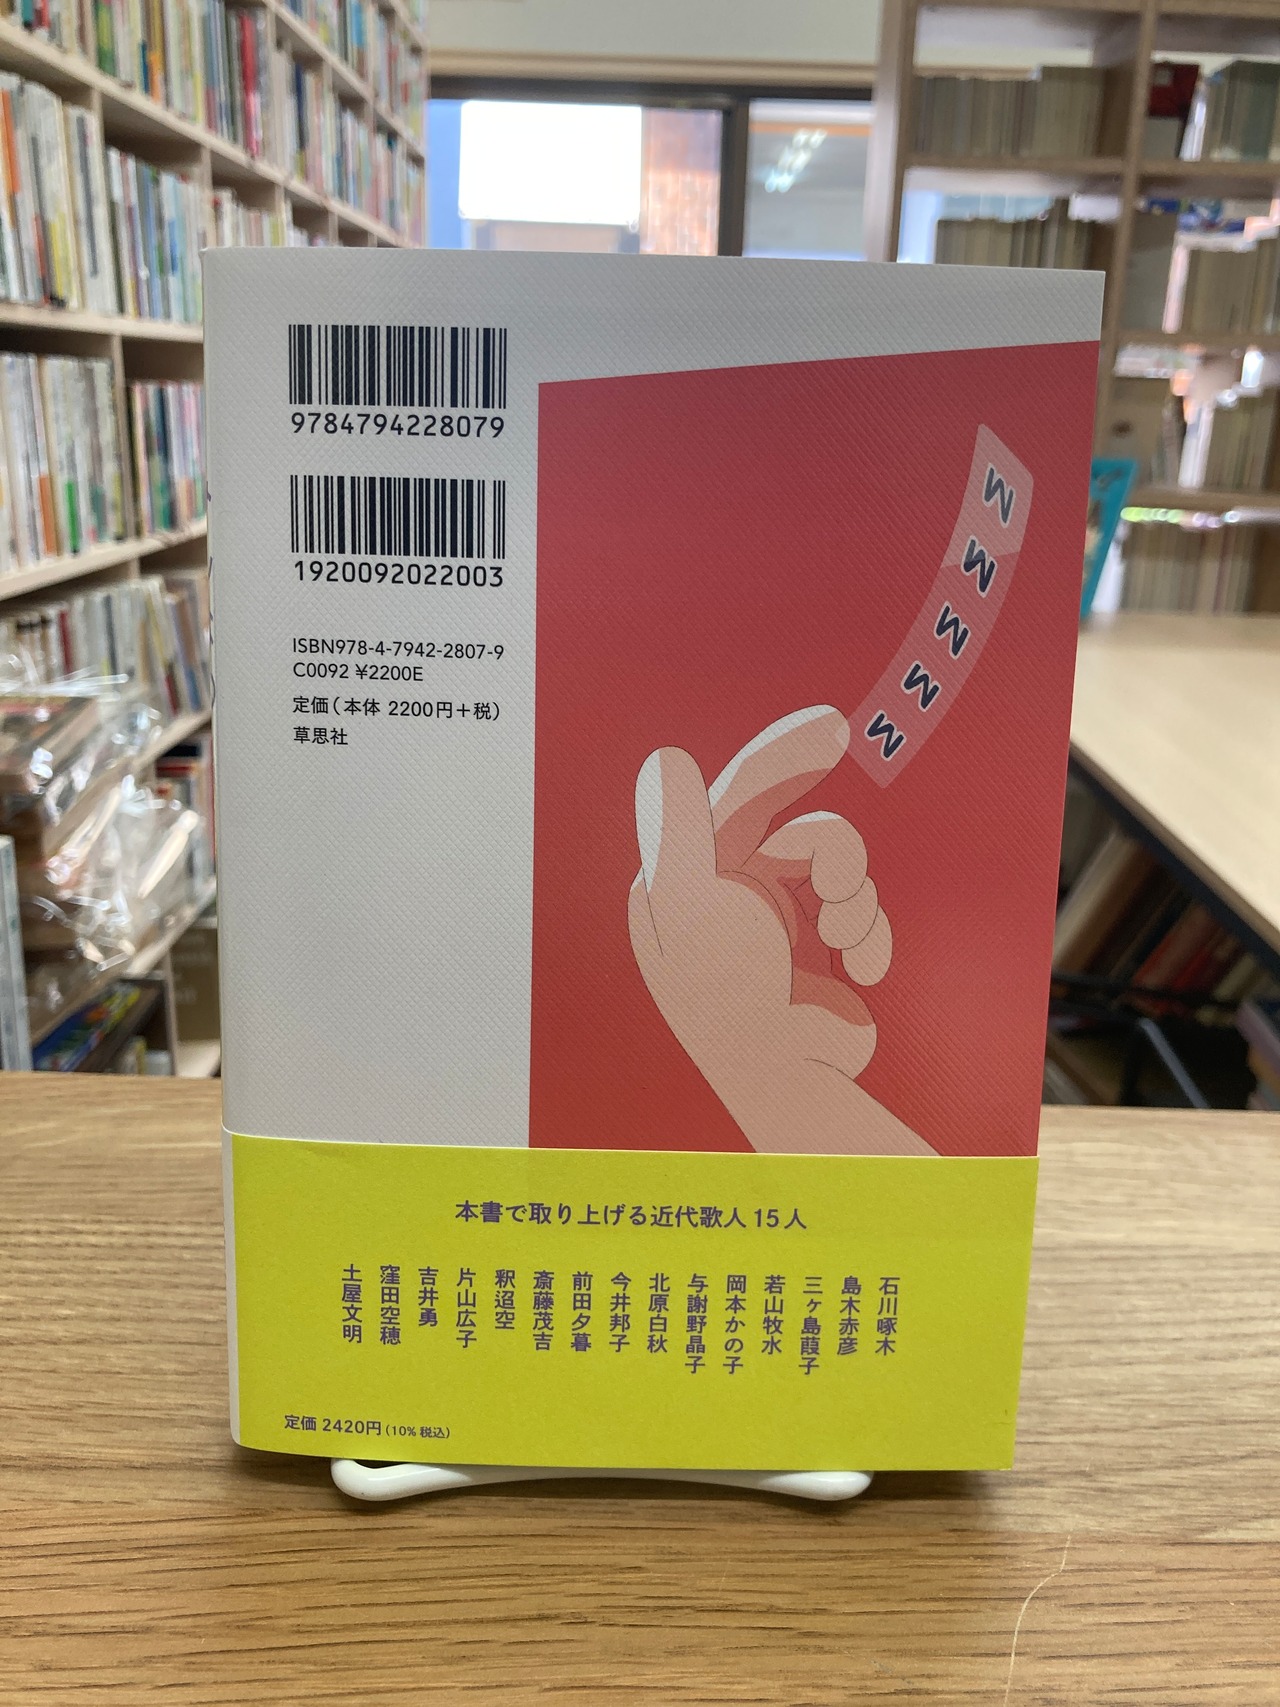 9784794228079
1920092022003
ISBN978-4-7942-2807-9
C0092 ¥2200E
定価(本体 2200円+税)
草思社
M
M
M
M
M
本書で取り上げる近代歌人15人
石川啄木
島木赤彦
三ヶ島葭子
若山牧水
岡本かの子
与謝野晶子
北原白秋
今井邦子
前田夕暮
斎藤茂吉
釈迢空
片山広子
吉井勇
窪田空穂
土屋文明
定価 2420円(10%税込)